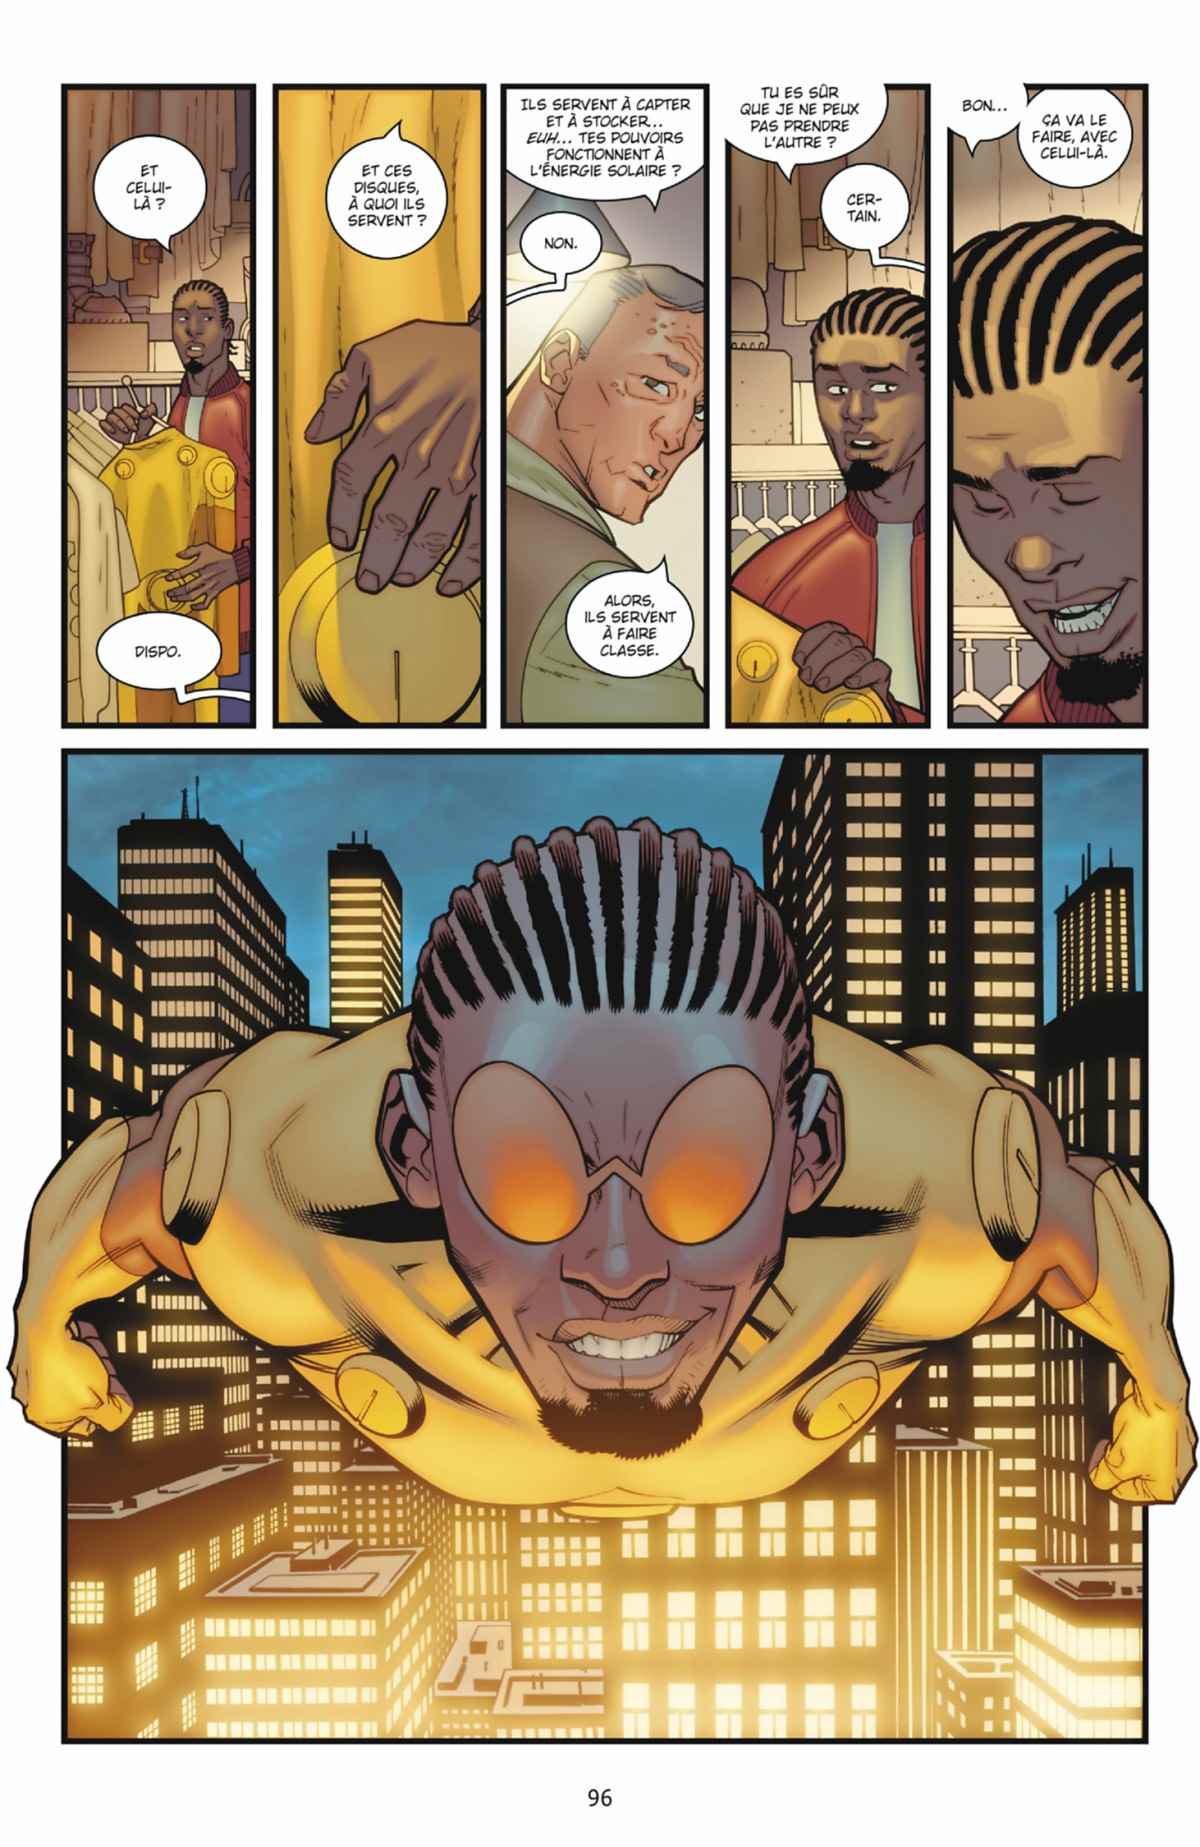 ET
CELUI-
LÀ ?
DISPO.
ET CES
DISQUES,
À QUOI ILS
SERVENT ?
ILS SERVENT À CAPTER
ET À STOCKER...
EUH... TES POUVOIRS
FONCTIONNENT À
L'ÉNERGIE SOLAIRE ?
NON.
ALORS,
ILS SERVENT
À FAIRE
CLASSE.
TU ES SÛR
QUE JE NE PEUX
PAS PRENDRE
L'AUTRE ?
CER-
TAIN.
BON...
ÇA VA LE
FAIRE, AVEC
CELUI-LÀ.
96